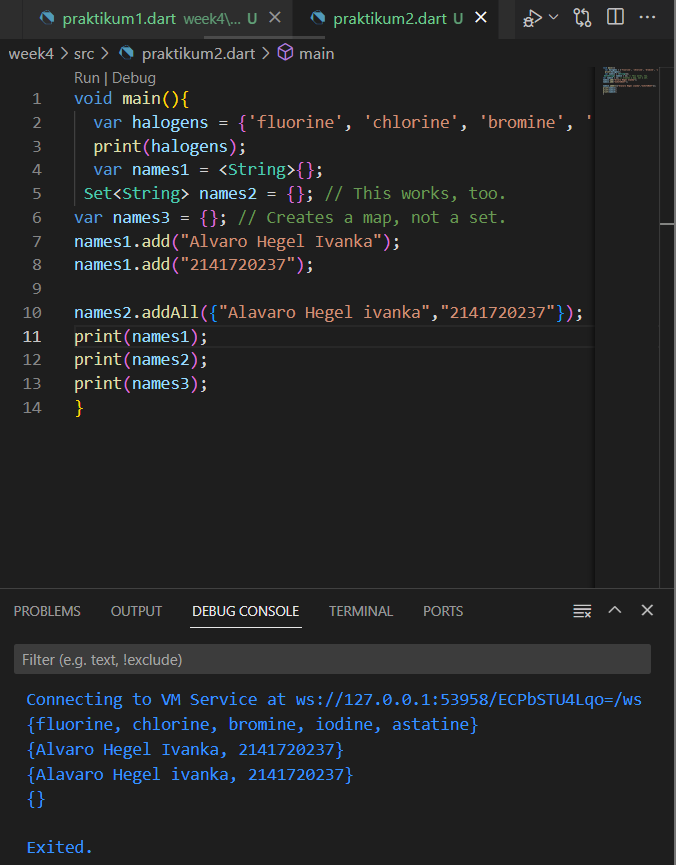 praktikum1.dart week4\... U praktikum2.dart U
week4 > src > praktikum2.dart > main
Run | Debug
1 void main(){
2 var halogens = {'fluorine', 'chlorine', 'bromine', '
3 print(halogens);
4 var names1 = <String>{};
5 Set<String> names2 = {}; // This works, too.
6 var names3 = {}; // Creates a map, not a set.
7 names1.add("Alvaro Hegel Ivanka");
8 names1.add("2141720237");
9
10 names2.addAll({"Alavaro Hegel ivanka","2141720237"});
11 print(names1);
12 print(names2);
13 print(names3);
14 }
PROBLEMS OUTPUT DEBUG CONSOLE TERMINAL PORTS
Filter (e.g. text, !exclude)
Connecting to VM Service at ws://127.0.0.1:53958/ECPbSTU4Lqo=/ws
{fluorine, chlorine, bromine, iodine, astatine}
{Alvaro Hegel Ivanka, 2141720237}
{Alavaro Hegel ivanka, 2141720237}
{}
Exited.